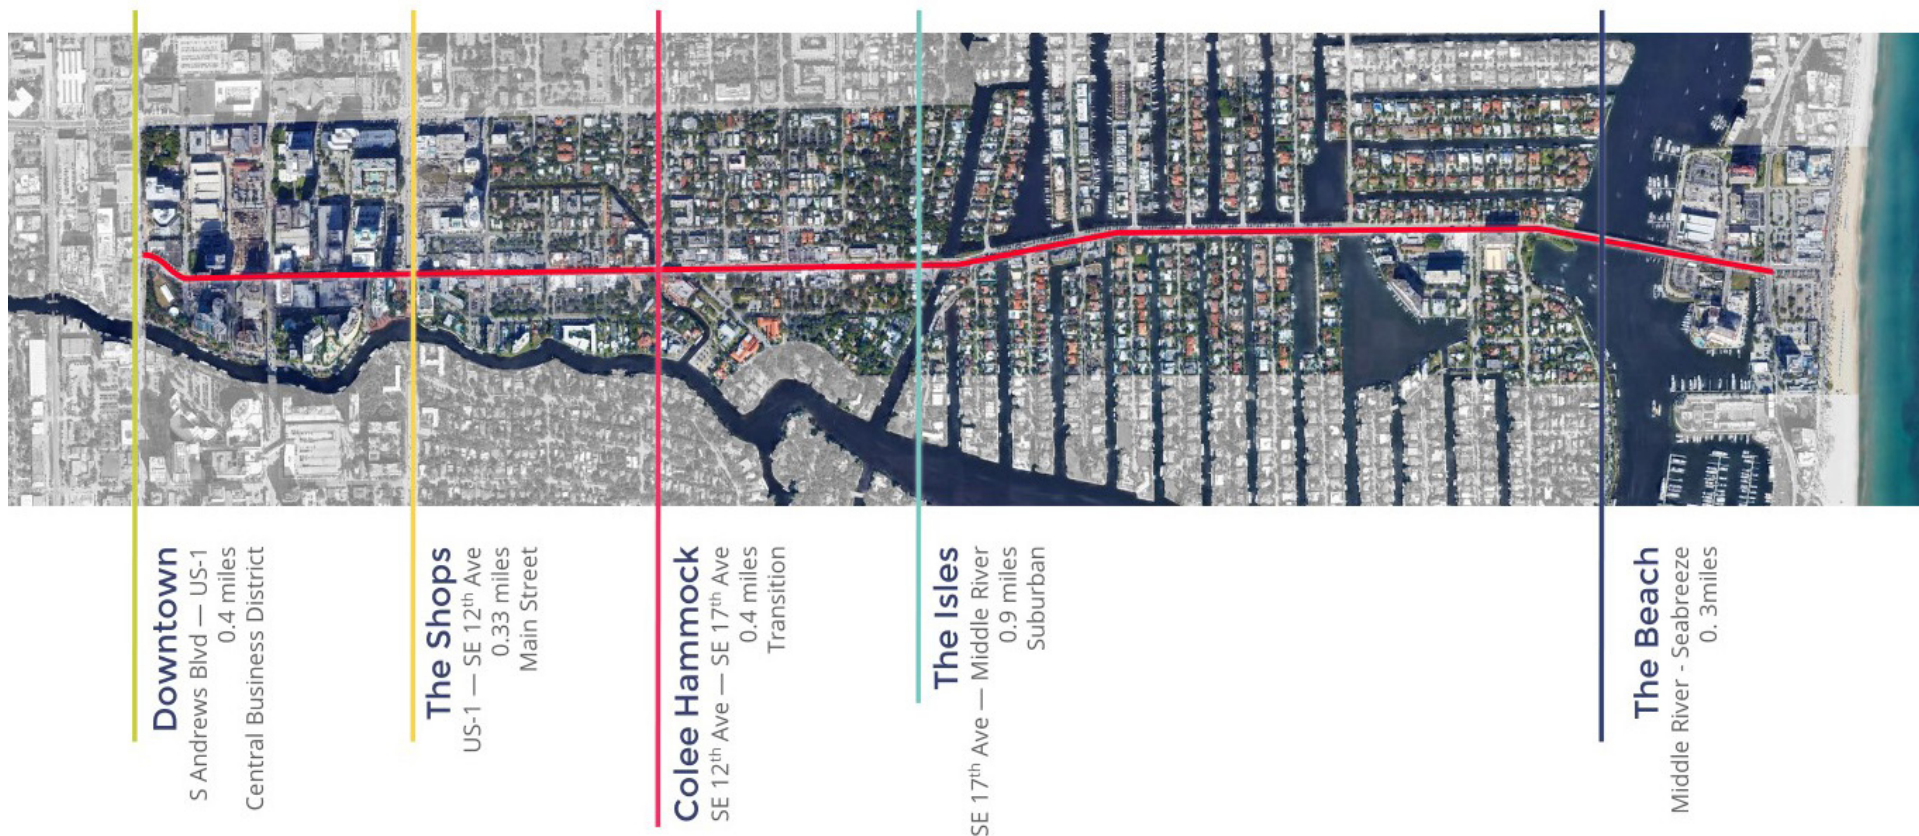 Downtown
S Andrews Blvd — US-1
0.4 miles
Central Business District
The Shops
US-1 — SE 12th Ave
0.33 miles
Main Street
Colee Hammock
SE 12th Ave — SE 17th Ave
0.4 miles
Transition
The Isles
SE 17th Ave — Middle River
0.9 miles
Suburban
The Beach
Middle River - Seabreeze
0. 3miles